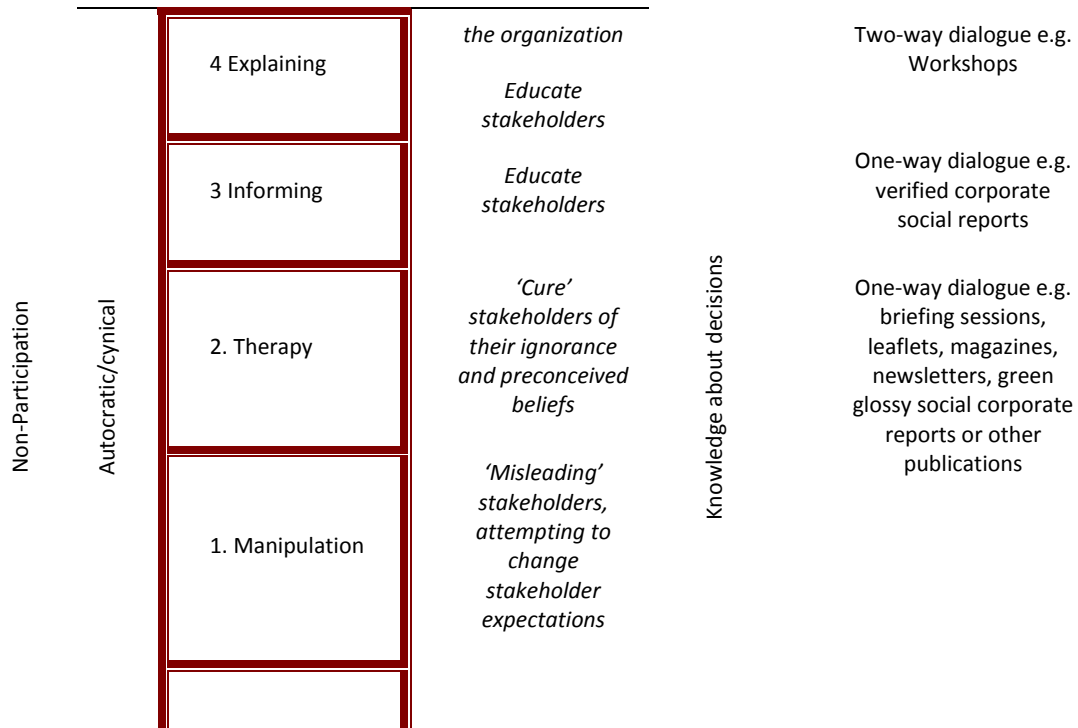 Non-Participation
Autocratic/cynical
4 Explaining
3 Informing
2. Therapy
1. Manipulation
the organization
Educate
stakeholders
Educate
stakeholders
‘Cure’
stakeholders of
their ignorance
and preconceived
beliefs
‘Misleading’
stakeholders,
attempting to
change
stakeholder
expectations
Knowledge about decisions
Two-way dialogue e.g.
Workshops
One-way dialogue e.g.
verified corporate
social reports
One-way dialogue e.g.
briefing sessions,
leaflets, magazines,
newsletters, green
glossy social corporate
reports or other
publications